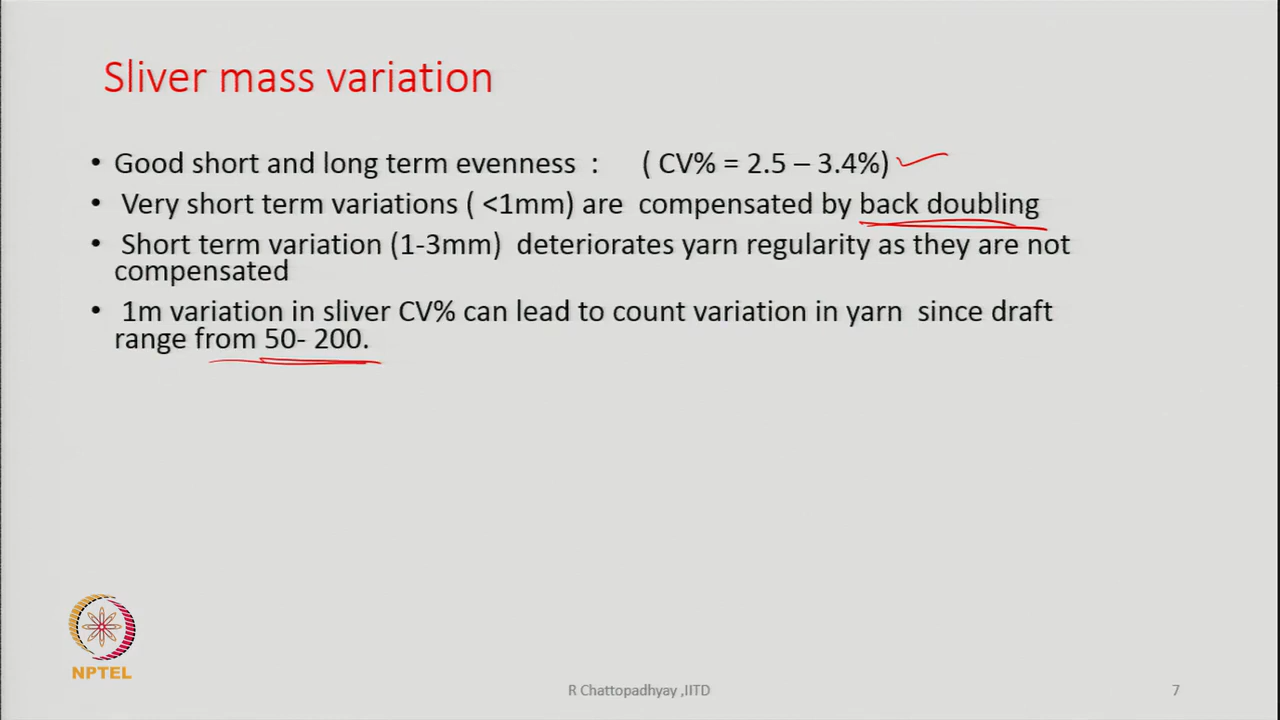 Sliver mass variation
• Good short and long term evenness : ( CV% = 2.5 – 3.4%)
• Very short term variations ( <1mm) are compensated by back doubling
• Short term variation (1-3mm) deteriorates yarn regularity as they are not
compensated
• 1m variation in sliver CV% can lead to count variation in yarn since draft
range from 50- 200.
NPTEL
R Chattopadhyay ,IITD
7